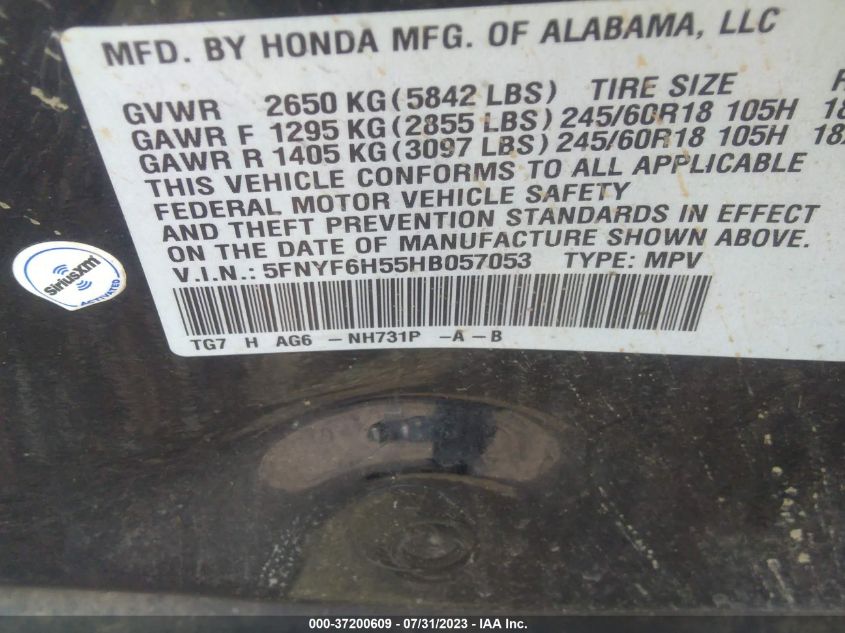 MFD. BY HONDA MFG. OF ALABAMA, LLC
GVWR 2650 KG (5842 LBS) TIRE SIZE
GAWR F 1295 KG (2855 LBS) 245/60R18 105H
GAWR R 1405 KG (3097 LBS) 245/60R18 105H
THIS VEHICLE CONFORMS TO ALL APPLICABLE
FEDERAL MOTOR VEHICLE SAFETY
AND THEFT PREVENTION STANDARDS IN EFFECT
ON THE DATE OF MANUFACTURE SHOWN ABOVE.
V.I.N.: 5FNYF6H55HB057053 TYPE: MPV
TG7 H AG6 -NH731P -A-B
SiriusXM
ACTIVATED
000-37200609 / 07/31/2023 - IAA Inc.